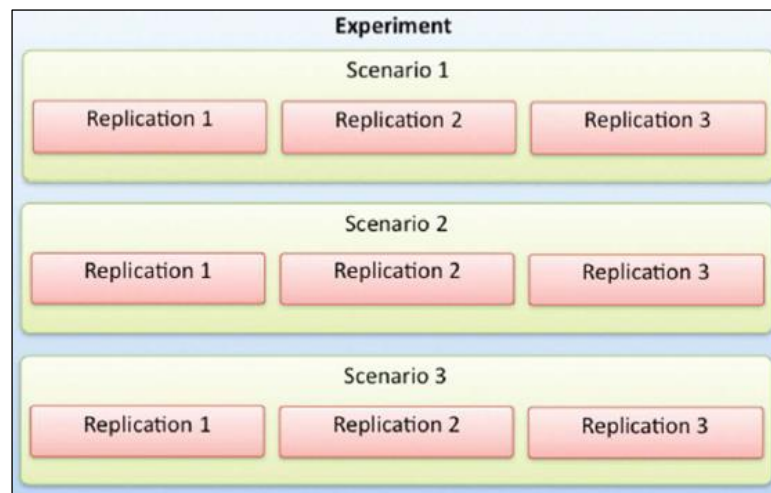 Experiment
Scenario 1
Replication 1 Replication 2 Replication 3
Scenario 2
Replication 1 Replication 2 Replication 3
Scenario 3
Replication 1 Replication 2 Replication 3